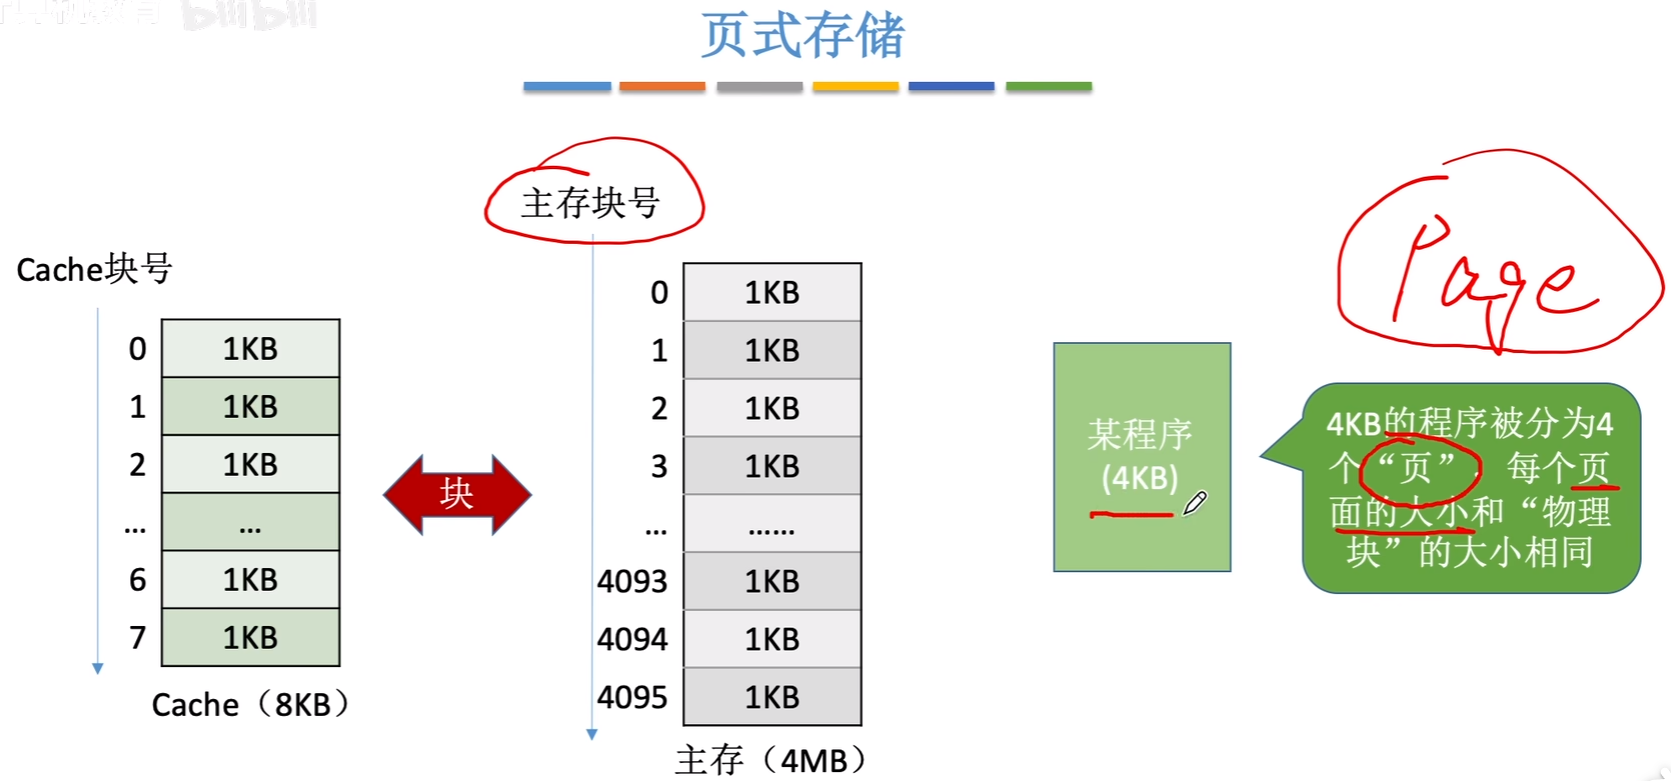 bilibili
页式存储
主存块号
Cache块号
0 1KB
1 1KB
2 1KB
... ...
6 1KB
7 1KB
Cache（8KB）
块
0 1KB
1 1KB
2 1KB
3 1KB
... ......
4093 1KB
4094 1KB
4095 1KB
主存（4MB）
某程序
(4KB)
Page
4KB的程序被分为4
个“页”，每个页
面的大小和“物理
块”的大小相同